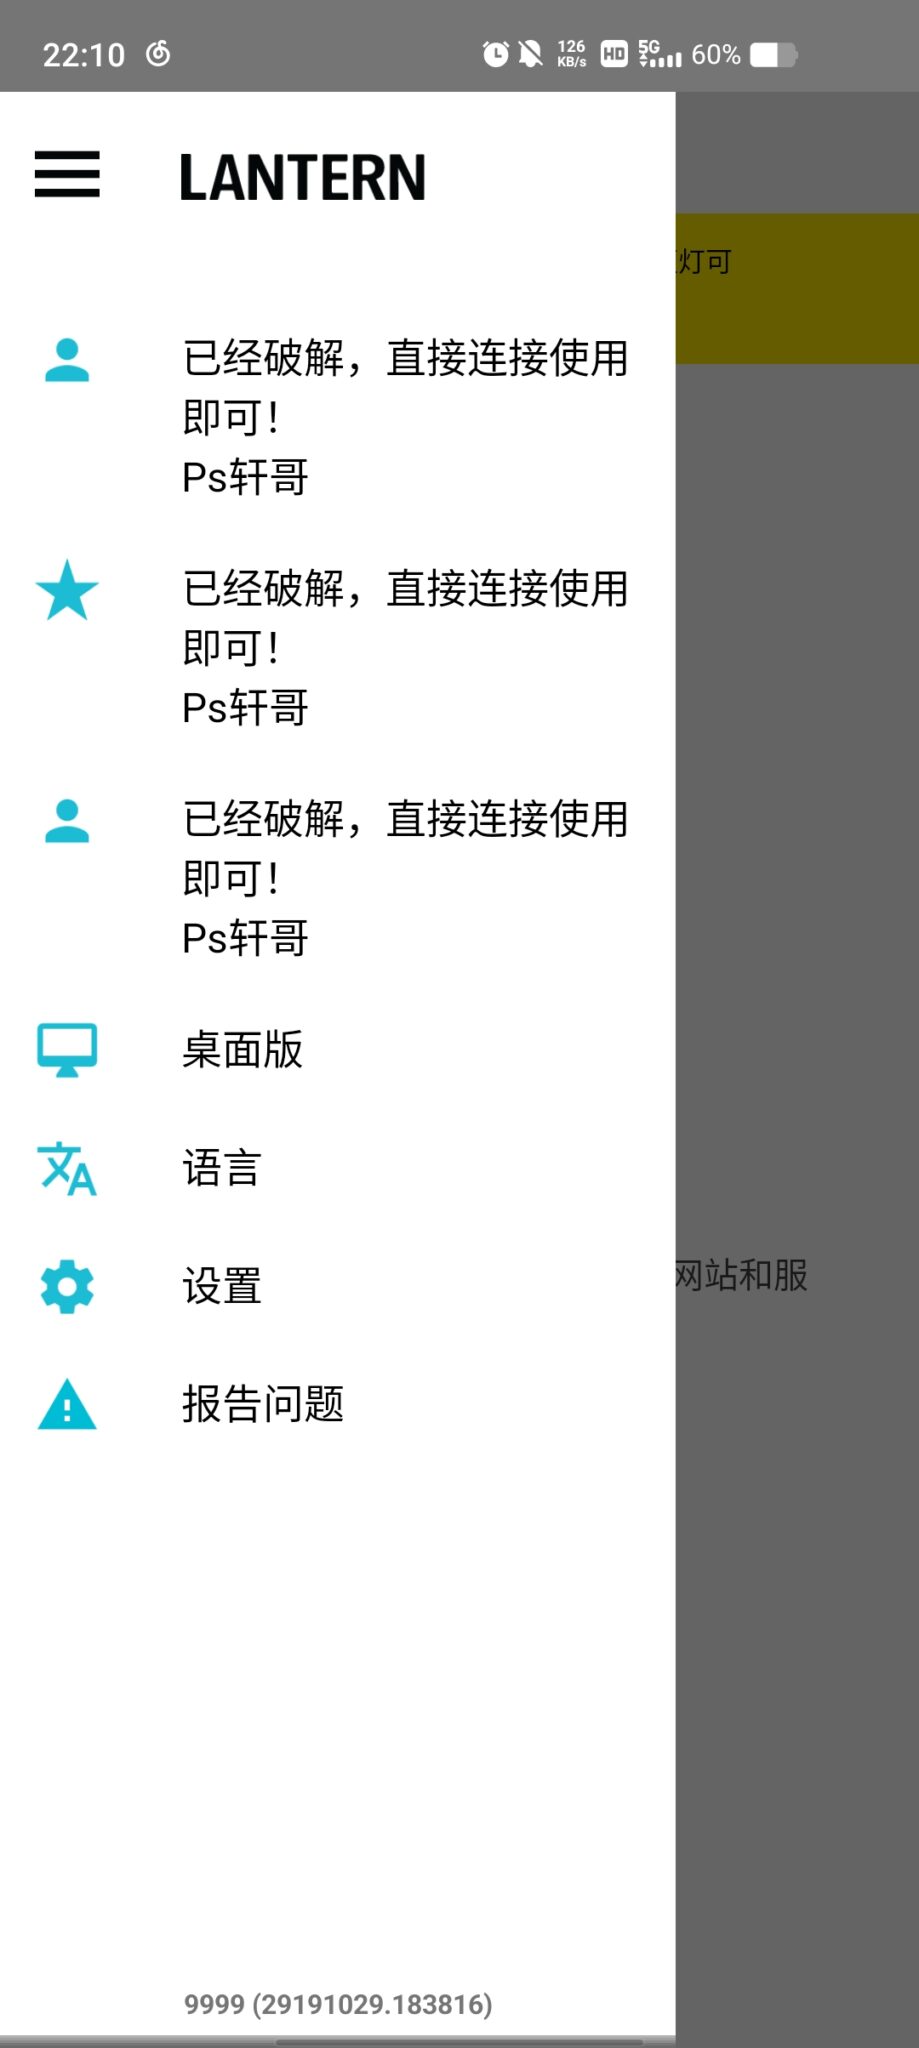 22:10 126 KB/s HD 5G 60%
LANTERN
灯可
已经破解，直接连接使用
即可！
Ps轩哥
已经破解，直接连接使用
即可！
Ps轩哥
已经破解，直接连接使用
即可！
Ps轩哥
桌面版
语言
网站和服
设置
报告问题
9999 (29191029.183816)